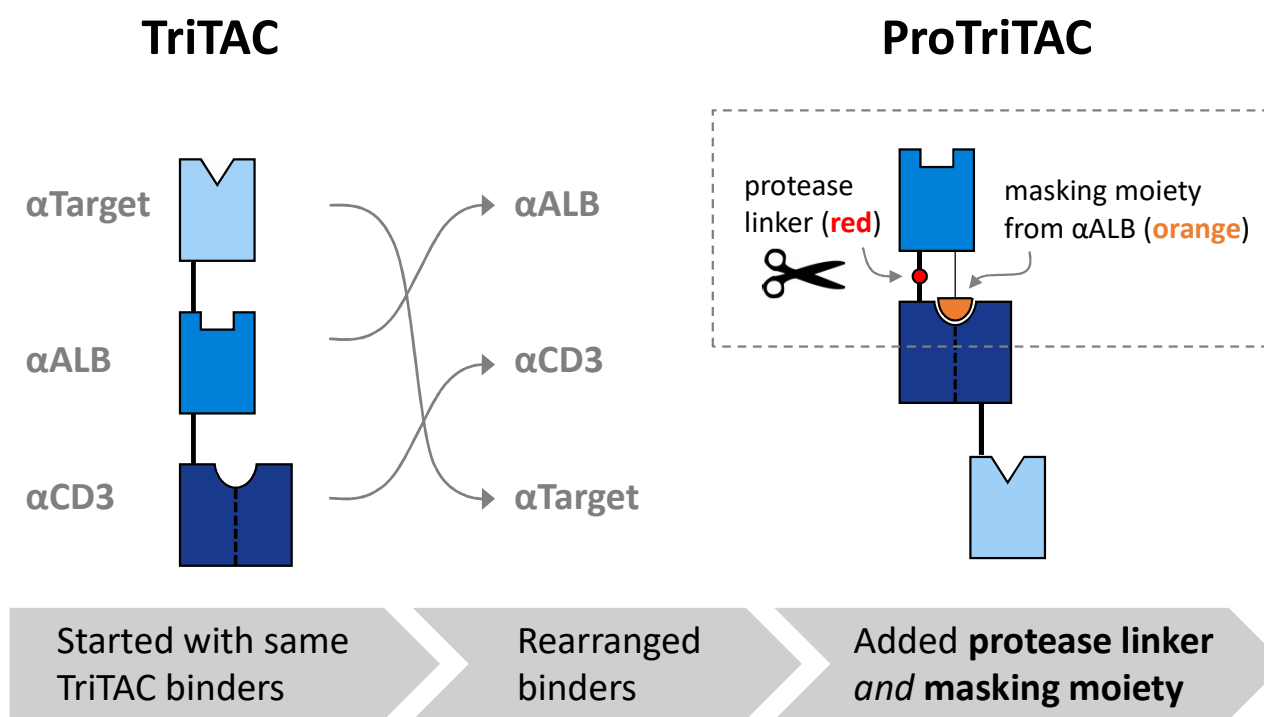 TriTAC
ProTriTAC
αTarget
αALB
αCD3
αALB
αCD3
αTarget
protease
linker (red)
masking moiety
from αALB (orange)
Started with same
TriTAC binders
Rearranged
binders
Added protease linker
and masking moiety